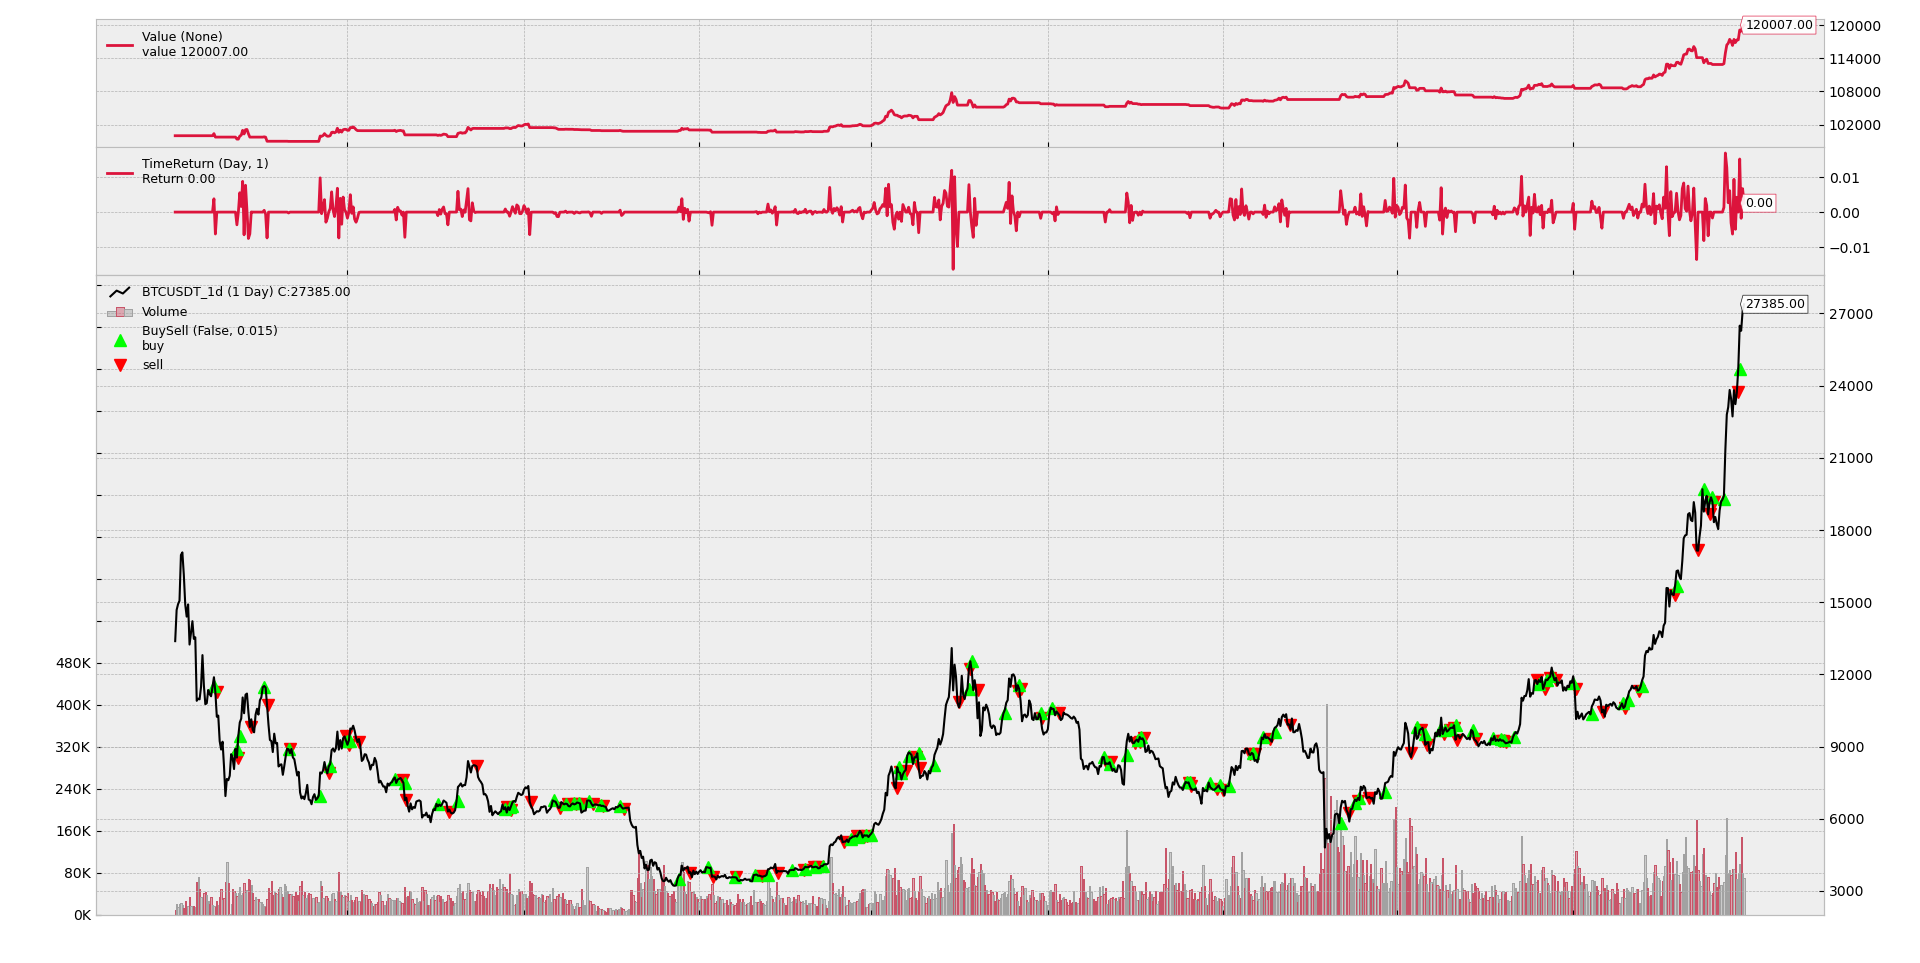 Value (None)
value 120007.00
120007.00
120000
114000
108000
102000
TimeReturn (Day, 1)
Return 0.00
0.01
0.00
0.00
−0.01
BTCUSDT_1d (1 Day) C:27385.00
Volume
BuySell (False, 0.015)
buy
sell
27385.00
27000
24000
21000
18000
15000
12000
9000
6000
3000
480K
400K
320K
240K
160K
80K
0K